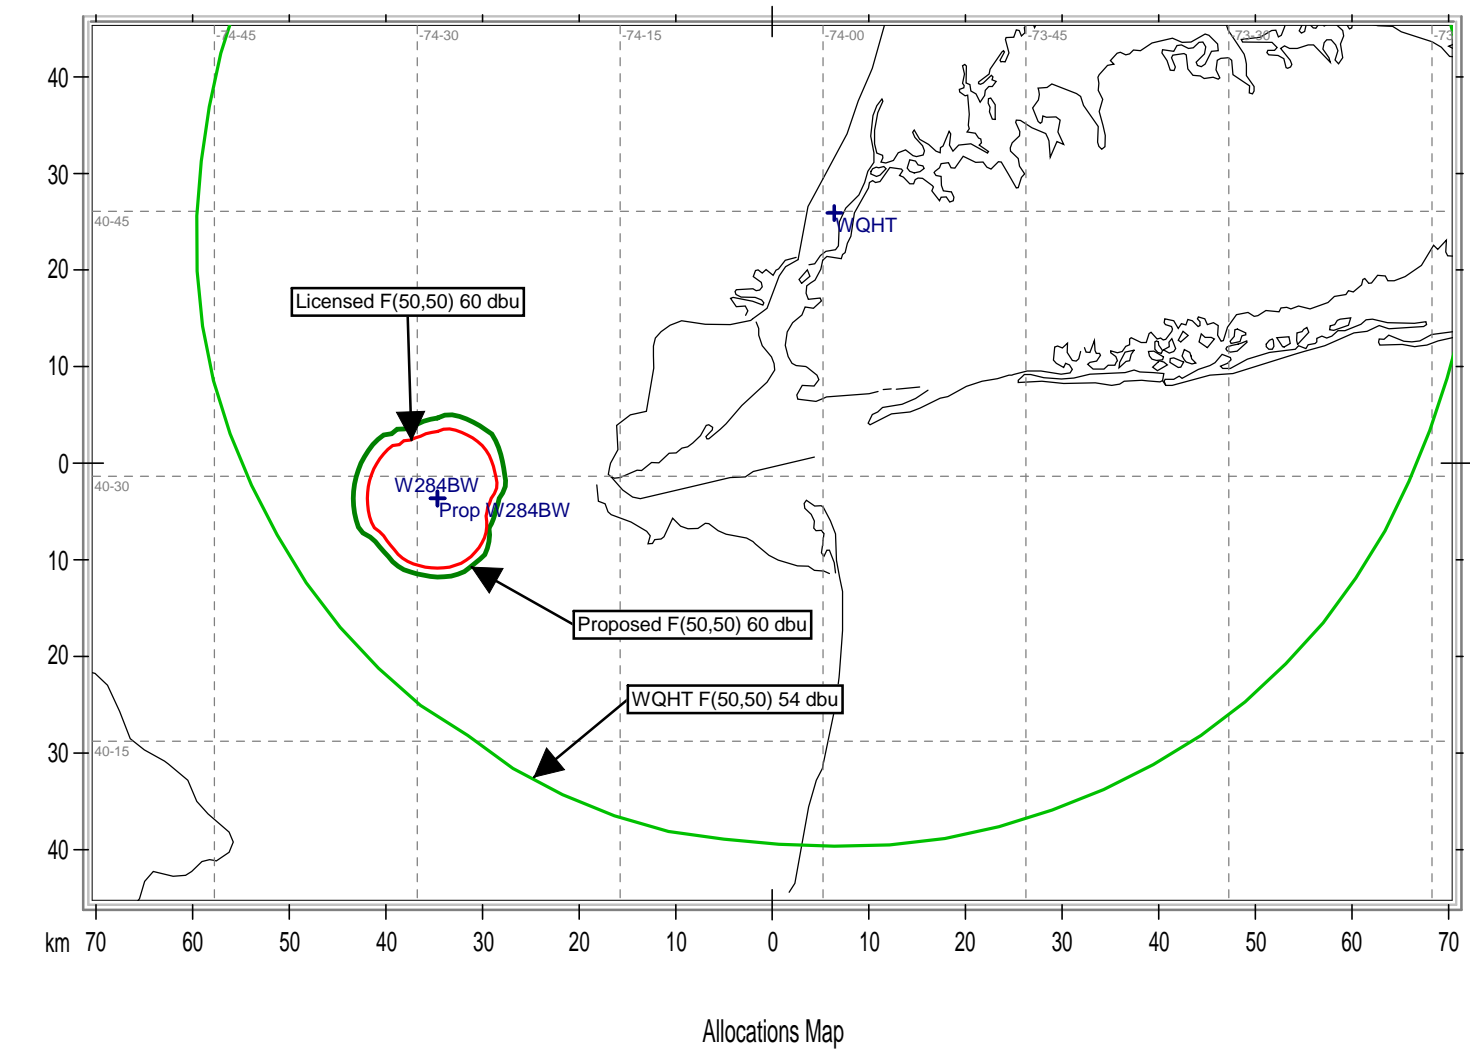 -74-45
-74-30
-74-15
-74-00
-73-45
-73-30
-73
40
30
40-45
WQHT
20
Licensed F(50,50) 60 dbu
10
0
W284BW
40-30
Prop W284BW
10
Proposed F(50,50) 60 dbu
20
WQHT F(50,50) 54 dbu
30
40-15
40
km 70 60 50 40 30 20 10 0 10 20 30 40 50 60 70
Allocations Map